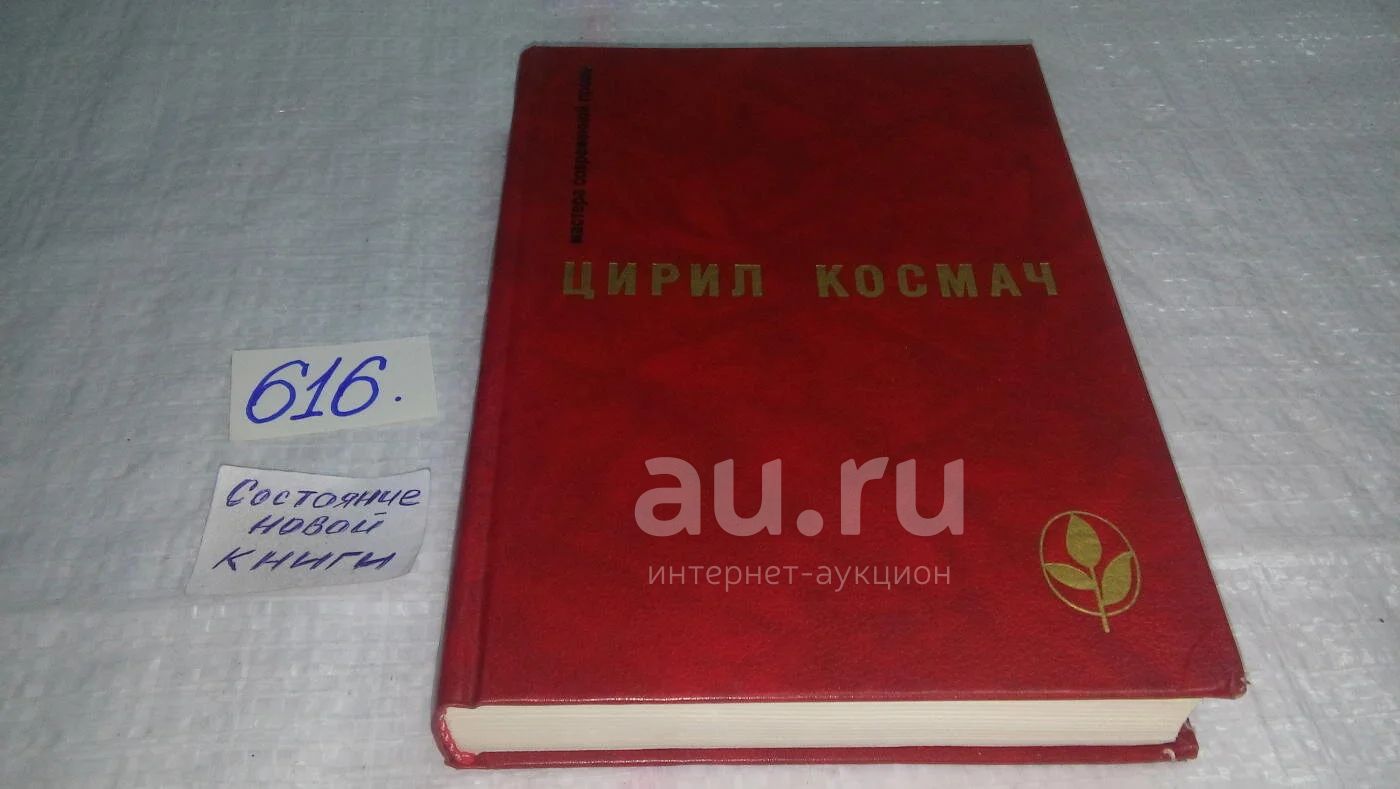 мастера современной прозы
ЦИРИЛ КОСМАЧ
616.
Состояние
новой
книги
au.ru
интернет-аукцион